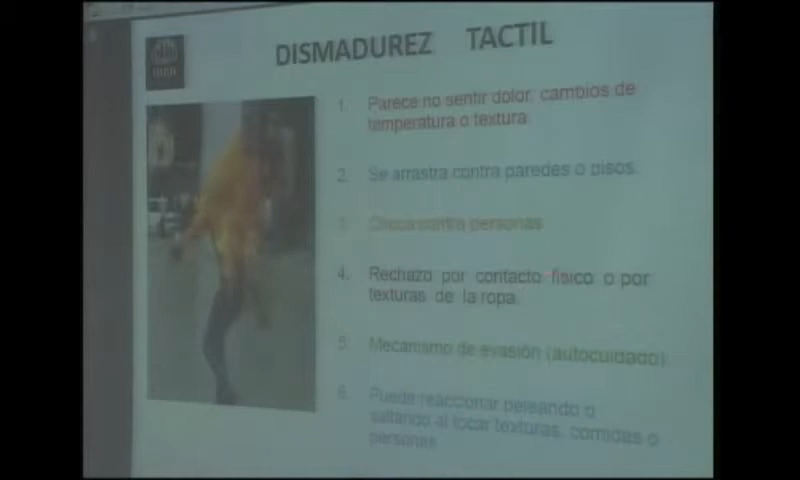 DISMADUREZ TACTIL
1. Parece no sentir dolor, cambios de
temperatura o textura.
2. Se arrastra contra paredes o pisos.
3. Choca contra personas
4. Rechazo por contacto físico o por
texturas de la ropa.
5. Mecanismo de evasión (autocuidado).
6. Puede reaccionar peleando o
saltando al tocar texturas, comidas o
personas